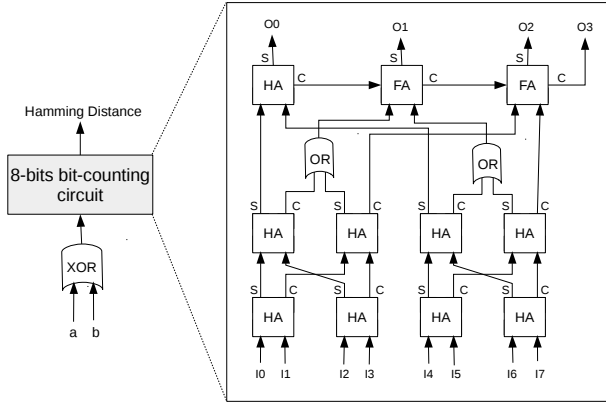 O0 O1 O2 O3
S S S
HA C FA C FA C
Hamming Distance
8-bits bit-counting
circuit
OR OR
S C S C S C S C
HA HA HA HA
XOR
S C S C S C S C
HA HA HA HA
a b
I0 I1 I2 I3 I4 I5 I6 I7